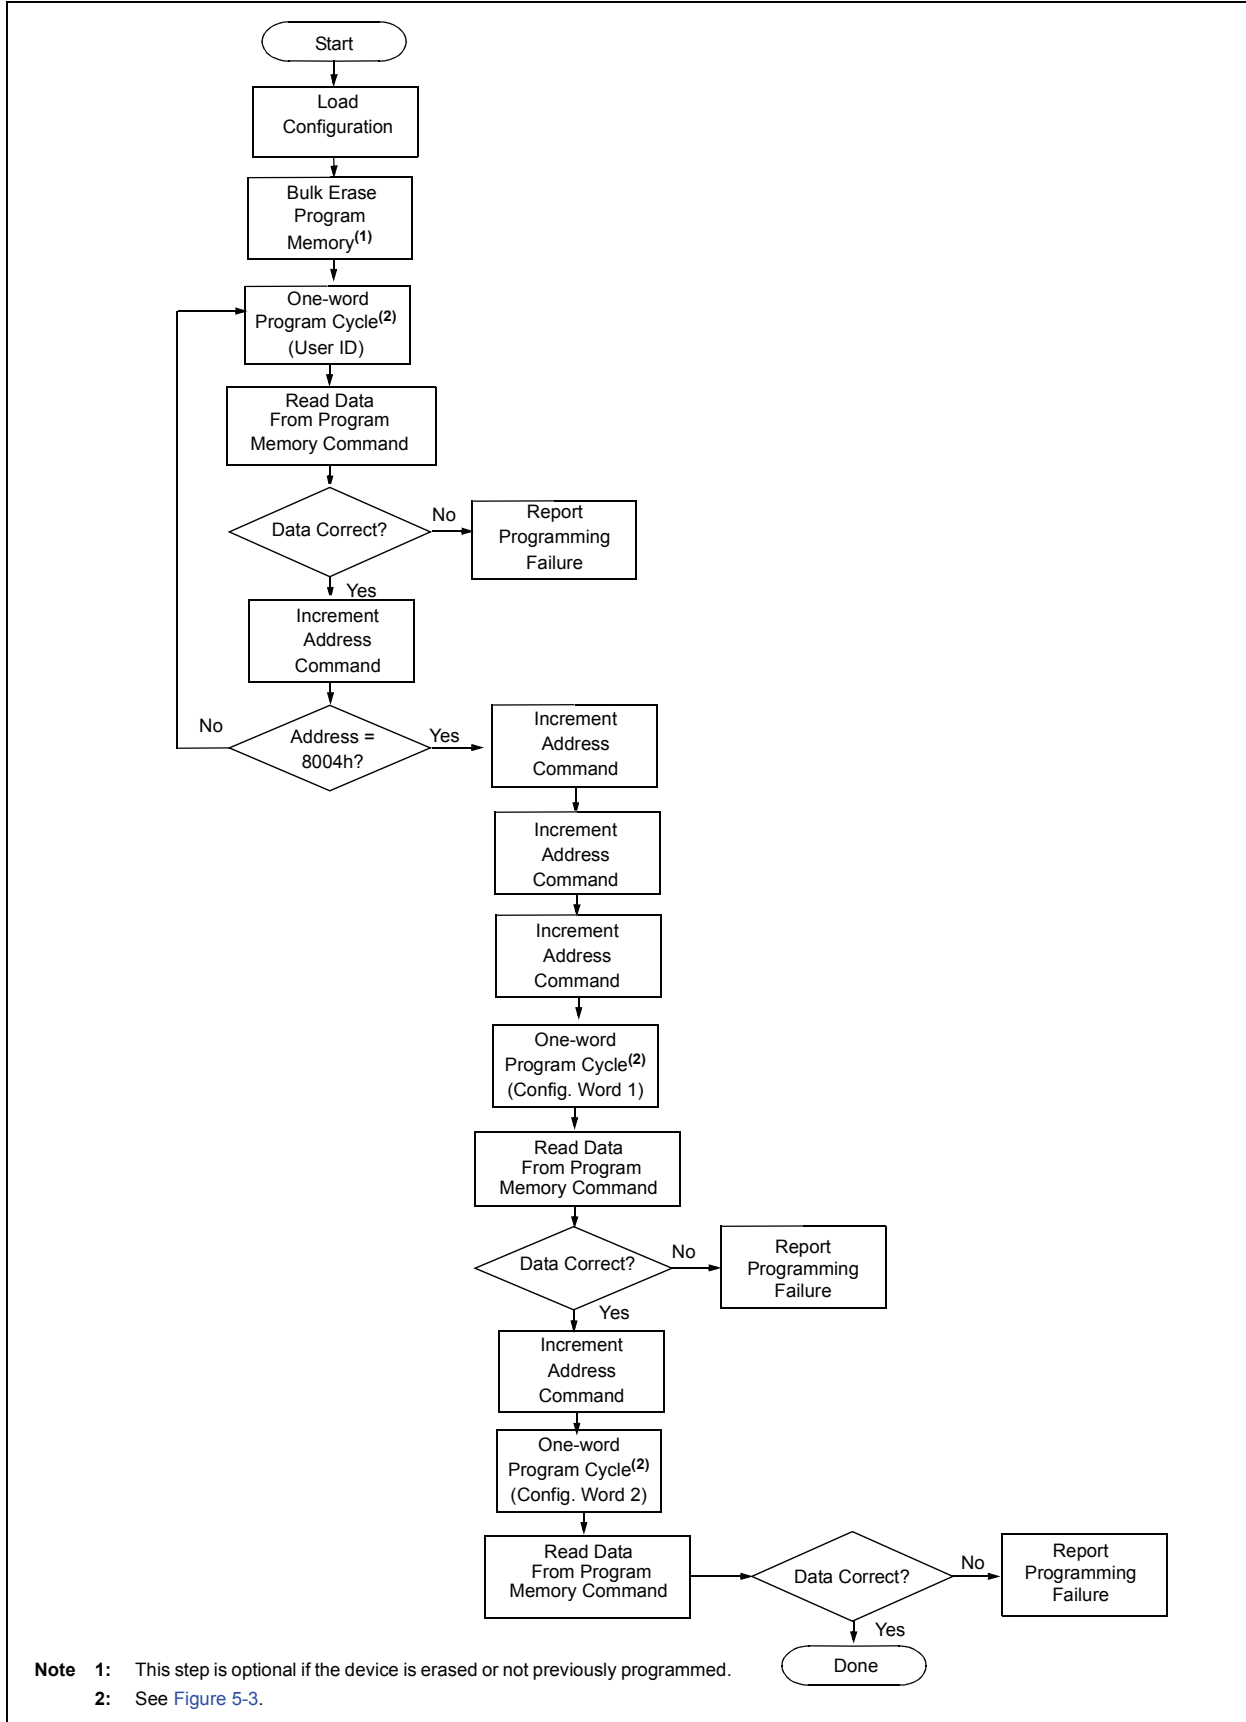 Start
Load
Configuration
Bulk Erase
Program
Memory(1)
One-word
Program Cycle(2)
(User ID)
Read Data
From Program
Memory Command
Data Correct?
No
Report
Programming
Failure
Yes
Increment
Address
Command
No
Address =
8004h?
Yes
Increment
Address
Command
Increment
Address
Command
Increment
Address
Command
One-word
Program Cycle(2)
(Config. Word 1)
Read Data
From Program
Memory Command
Data Correct?
No
Report
Programming
Failure
Yes
Increment
Address
Command
One-word
Program Cycle(2)
(Config. Word 2)
Read Data
From Program
Memory Command
Data Correct?
No
Report
Programming
Failure
Yes
Done
Note 1: This step is optional if the device is erased or not previously programmed.
2: See Figure 5-3.